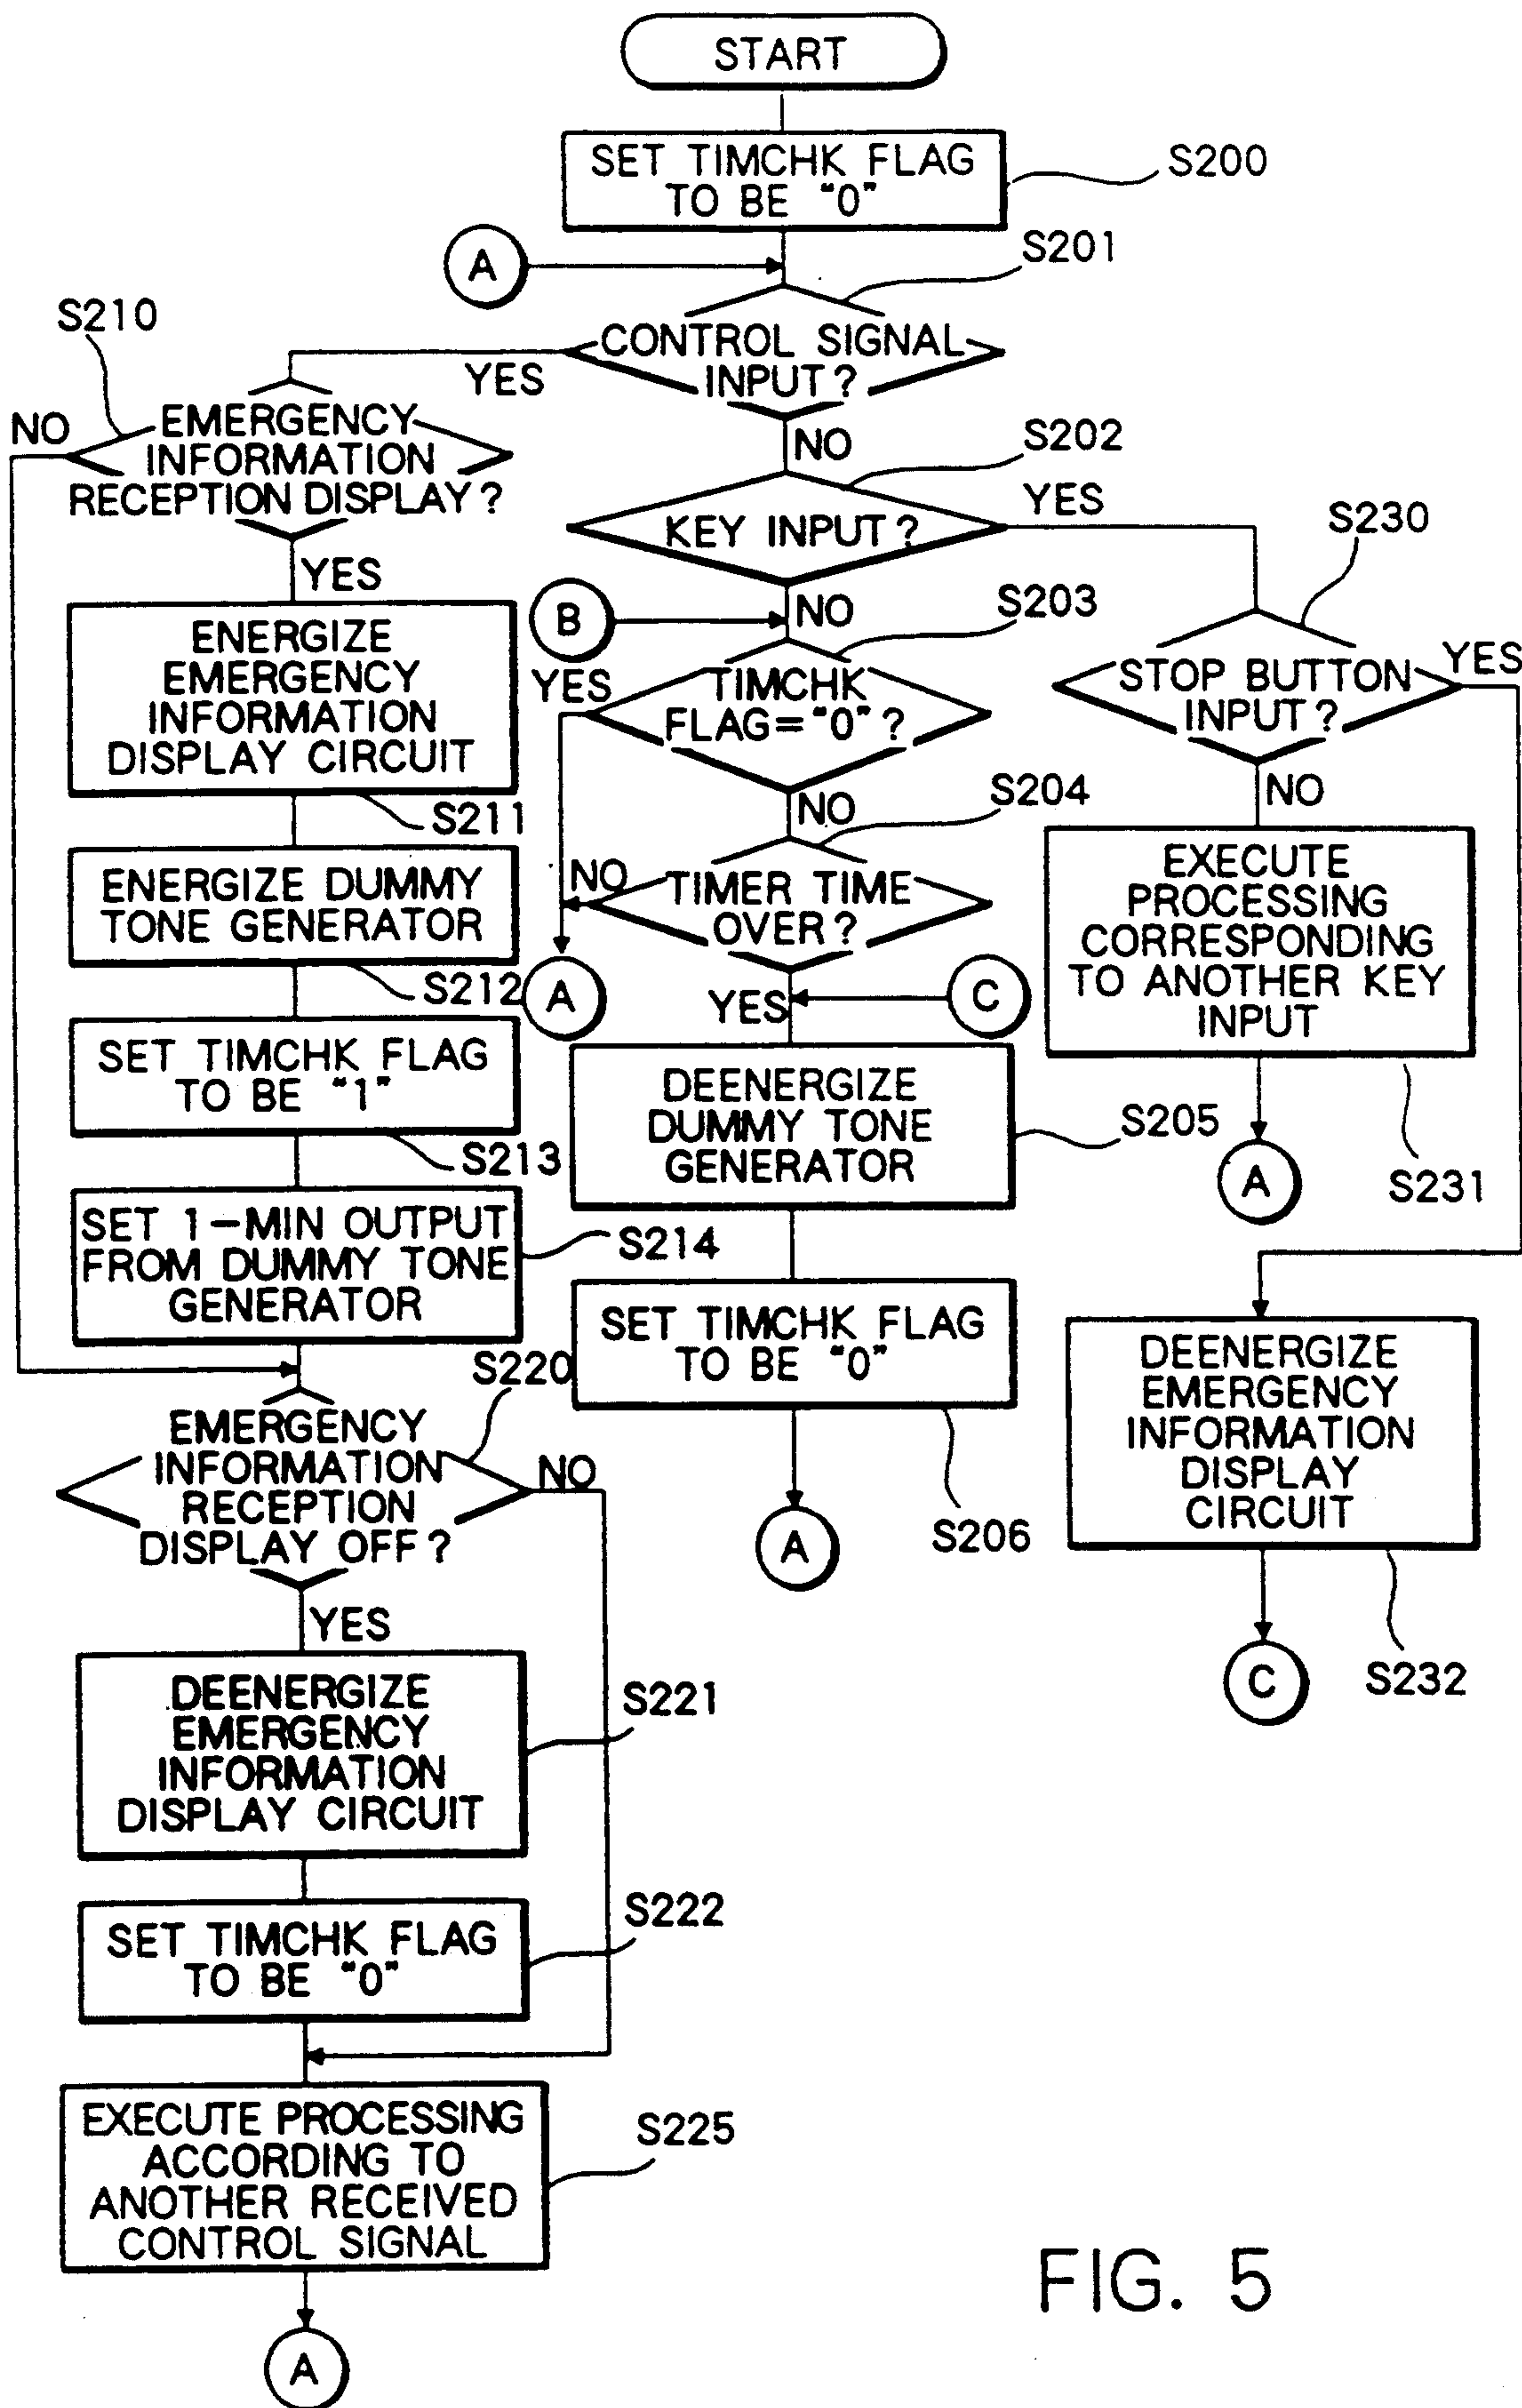 START
SET TIMCHK FLAG
TO BE "0"
S200
A
S201
CONTROL SIGNAL
INPUT?
YES
NO
S210
NO
EMERGENCY
INFORMATION
RECEPTION DISPLAY?
YES
S202
KEY INPUT?
YES
NO
S230
STOP BUTTON
INPUT?
YES
NO
ENERGIZE
EMERGENCY
INFORMATION
DISPLAY CIRCUIT
S211
B
S203
TIMCHK
FLAG="0"?
YES
NO
S204
TIMER TIME
OVER?
NO
YES
A
C
ENERGIZE DUMMY
TONE GENERATOR
S212
EXECUTE
PROCESSING
CORRESPONDING
TO ANOTHER KEY
INPUT
S231
A
SET TIMCHK FLAG
TO BE "1"
S213
DEENERGIZE
DUMMY TONE
GENERATOR
S205
SET 1-MIN OUTPUT
FROM DUMMY TONE
GENERATOR
S214
SET TIMCHK FLAG
TO BE "0"
S206
A
DEENERGIZE
EMERGENCY
INFORMATION
DISPLAY
CIRCUIT
S232
C
S220
EMERGENCY
INFORMATION
RECEPTION
DISPLAY OFF?
NO
YES
DEENERGIZE
EMERGENCY
INFORMATION
DISPLAY CIRCUIT
S221
SET TIMCHK FLAG
TO BE "0"
S222
EXECUTE PROCESSING
ACCORDING TO
ANOTHER RECEIVED
CONTROL SIGNAL
S225
A
FIG. 5